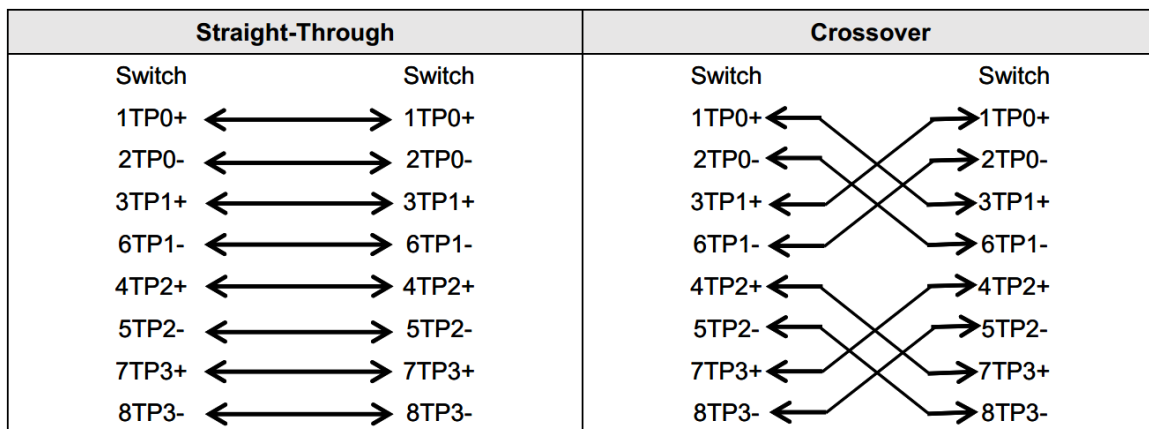 Straight-Through Crossover
Switch Switch Switch Switch
1TP0+ 1TP0+ 1TP0+ 1TP0+
2TP0- 2TP0- 2TP0- 2TP0-
3TP1+ 3TP1+ 3TP1+ 3TP1+
6TP1- 6TP1- 6TP1- 6TP1-
4TP2+ 4TP2+ 4TP2+ 4TP2+
5TP2- 5TP2- 5TP2- 5TP2-
7TP3+ 7TP3+ 7TP3+ 7TP3+
8TP3- 8TP3- 8TP3- 8TP3-